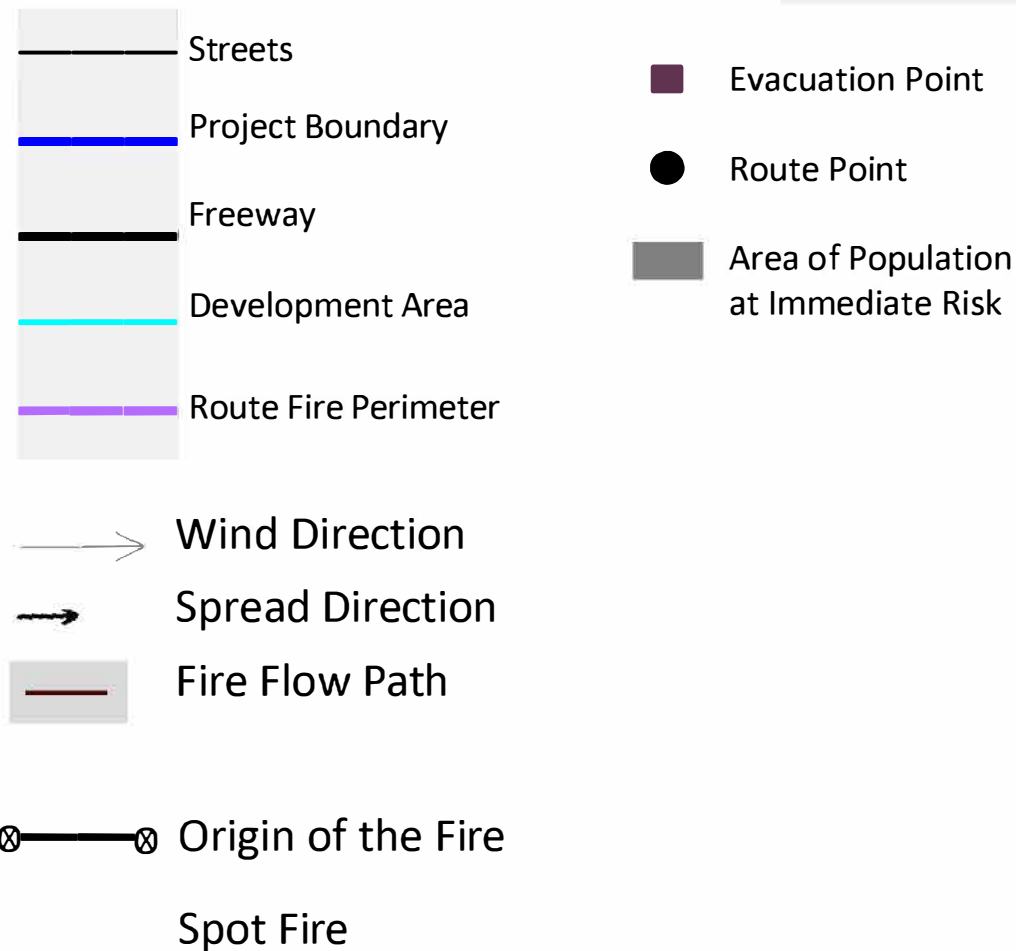 Streets
Project Boundary
Freeway
Development Area
Route Fire Perimeter
Wind Direction
Spread Direction
Fire Flow Path
Origin of the Fire
Spot Fire
Evacuation Point
Route Point
Area of Population
at Immediate Risk